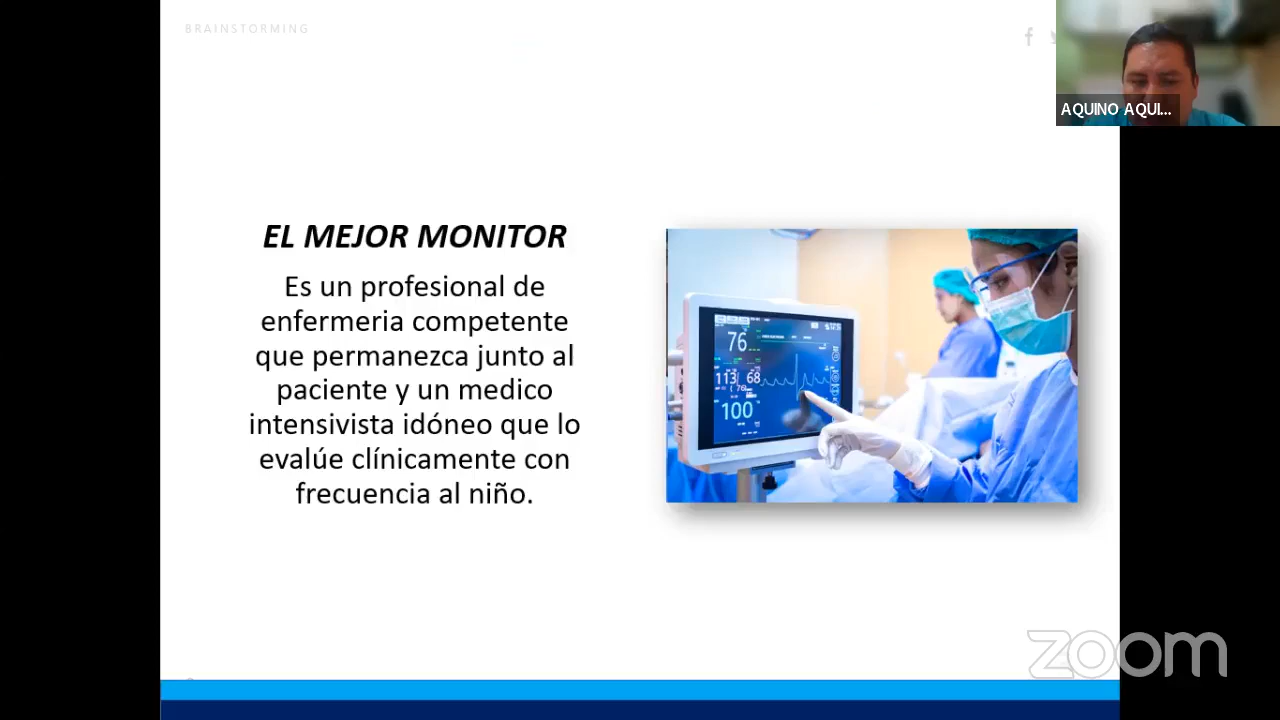 BRAINSTORMING
AQUINO AQUI...
EL MEJOR MONITOR
Es un profesional de
enfermeria competente
que permanezca junto al
paciente y un medico
intensivista idóneo que lo
evalúe clínicamente con
frecuencia al niño.
76
113 68
(76)
100
zoom